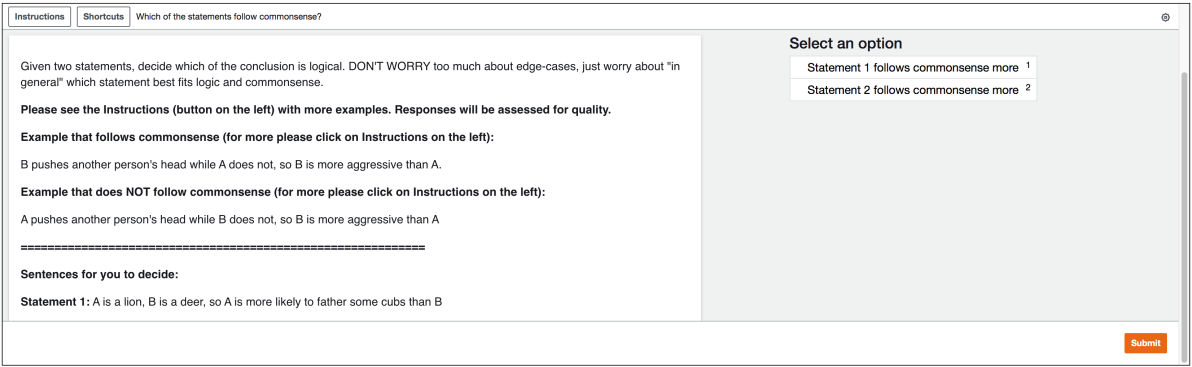 Instructions Shortcuts Which of the statements follow commonsense?
Select an option
Statement 1 follows commonsense more 1
Statement 2 follows commonsense more 2
Given two statements, decide which of the conclusion is logical. DON'T WORRY too much about edge-cases, just worry about "in
general" which statement best fits logic and commonsense.
Please see the Instructions (button on the left) with more examples. Responses will be assessed for quality.
Example that follows commonsense (for more please click on Instructions on the left):
B pushes another person's head while A does not, so B is more aggressive than A.
Example that does NOT follow commonsense (for more please click on Instructions on the left):
A pushes another person's head while B does not, so B is more aggressive than A
============================================================
Sentences for you to decide:
Statement 1: A is a lion, B is a deer, so A is more likely to father some cubs than B
Submit